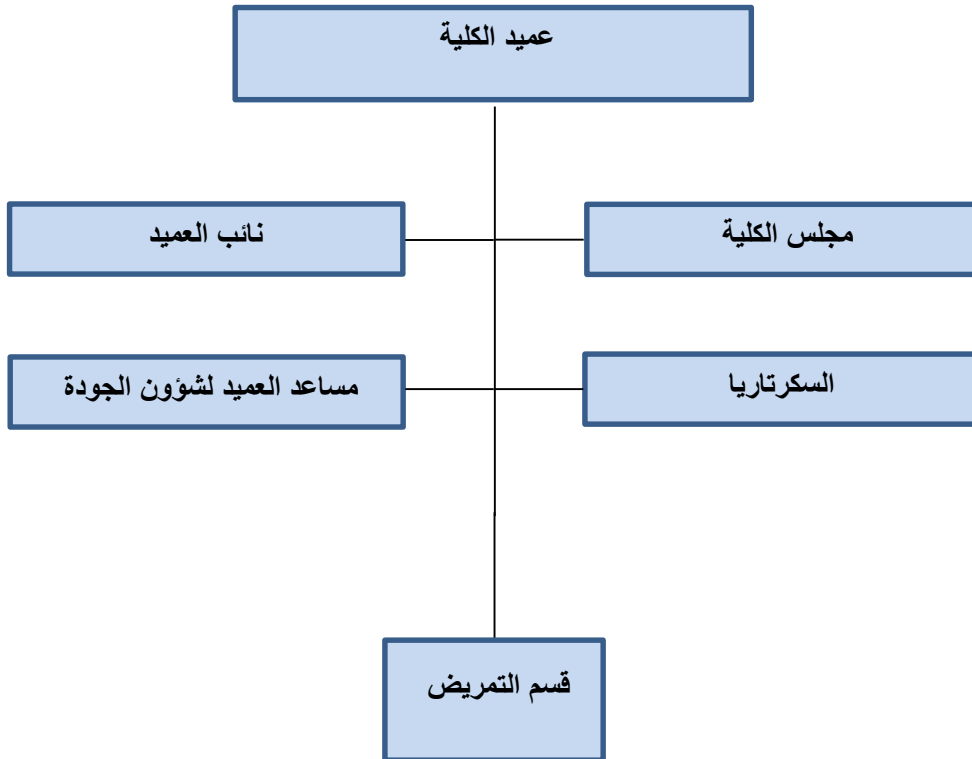 عميد الكلية
مجلس الكلية
نائب العميد
السكرتاريا
مساعد العميد لشؤون الجودة
قسم التمريض